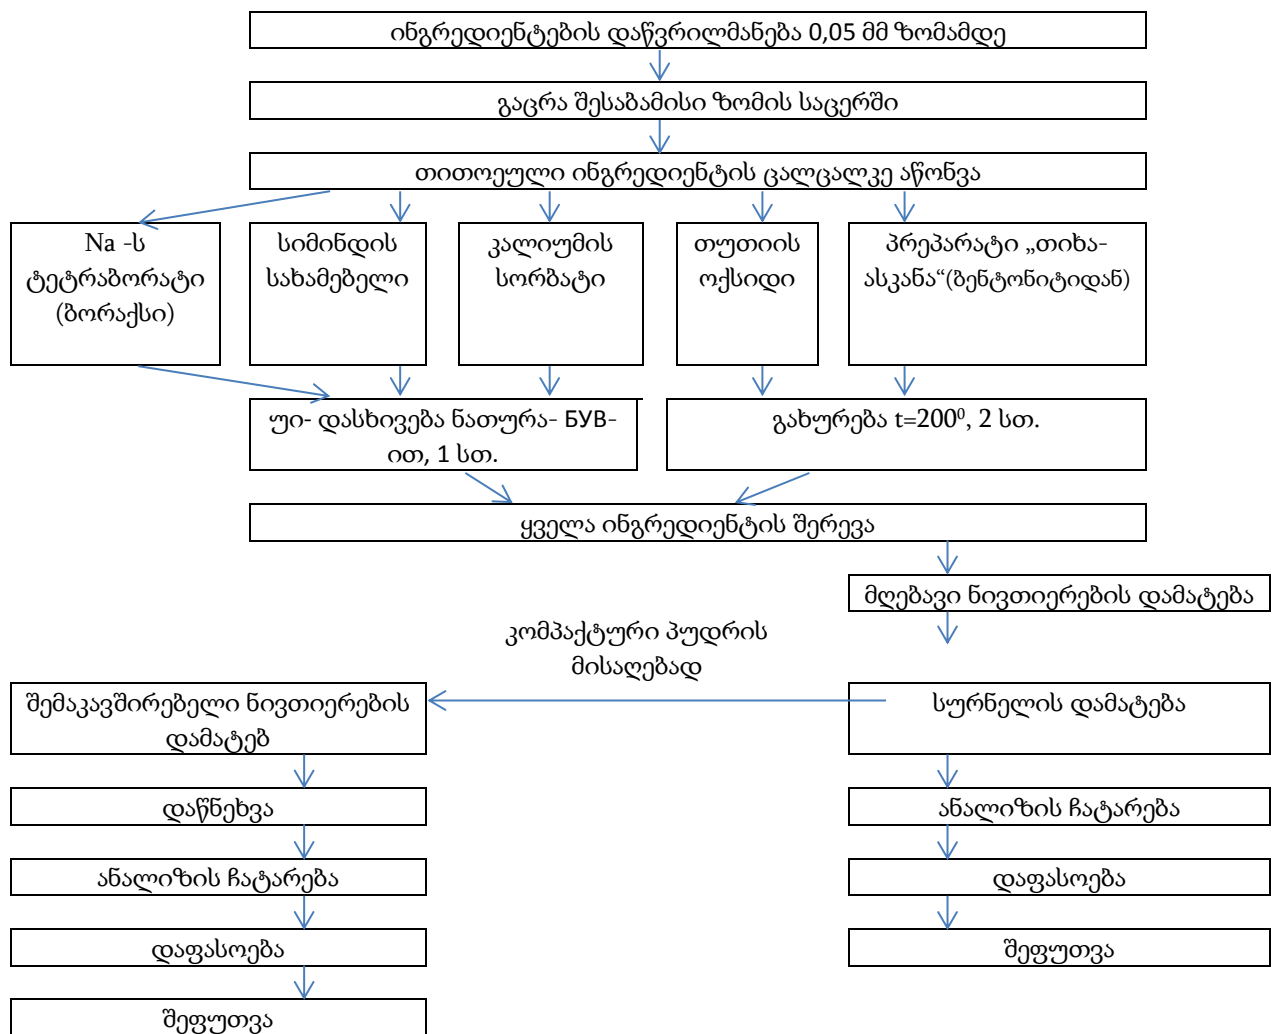 ინგრედიენტების დაწვრილმანება 0,05 მმ ზომამდე
გაცრა შესაბამისი ზომის საცერში
თითოეული ინგრედიენტის ცალცალკე აწონვა
Na -ს
ტეტრაბორატი
(ბორაქსი)
სიმინდის
სახამებელი
კალიუმის
სორბატი
თუთიის
ოქსიდი
პრეპარატი „თიხა-
ასკანა“(ბენტონიტიდან)
უი- დასხივება ნათურა- БУВ-
ით, 1 სთ.
გახურება t=200⁰, 2 სთ.
ყველა ინგრედიენტის შერევა
მღებავი ნივთიერების დამატება
კომპაქტური პუდრის
მისაღებად
შემაკავშირებელი ნივთიერების
დამატებ
სურნელის დამატება
დაწნეხვა
ანალიზის ჩატარება
ანალიზის ჩატარება
დაფასოება
დაფასოება
შეფუთვა
შეფუთვა